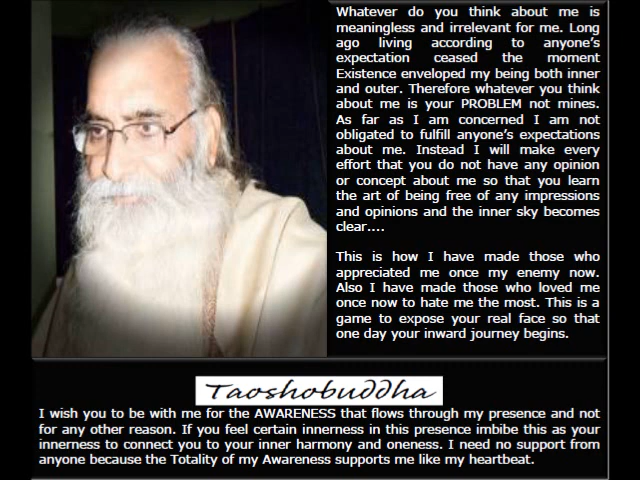 Whatever do you think about me is
meaningless and irrelevant for me. Long
ago living according to anyone's
expectation ceased the moment
Existence enveloped my being both inner
and outer. Therefore whatever you think
about me is your PROBLEM not mines.
As far as I am concerned I am not
obligated to fulfill anyone's expectations
about me. Instead I will make every
effort that you do not have any opinion
or concept about me so that you learn
the art of being free of any impressions
and opinions and the inner sky becomes
clear....
This is how I have made those who
appreciated me once my enemy now.
Also I have made those who loved me
once now to hate me the most. This is a
game to expose your real face so that
one day your inward journey begins.
Taoshobuddha
I wish you to be with me for the AWARENESS that flows through my presence and not
for any other reason. If you feel certain innerness in this presence imbibe this as your
innerness to connect you to your inner harmony and oneness. I need no support from
anyone because the Totality of my Awareness supports me like my heartbeat.